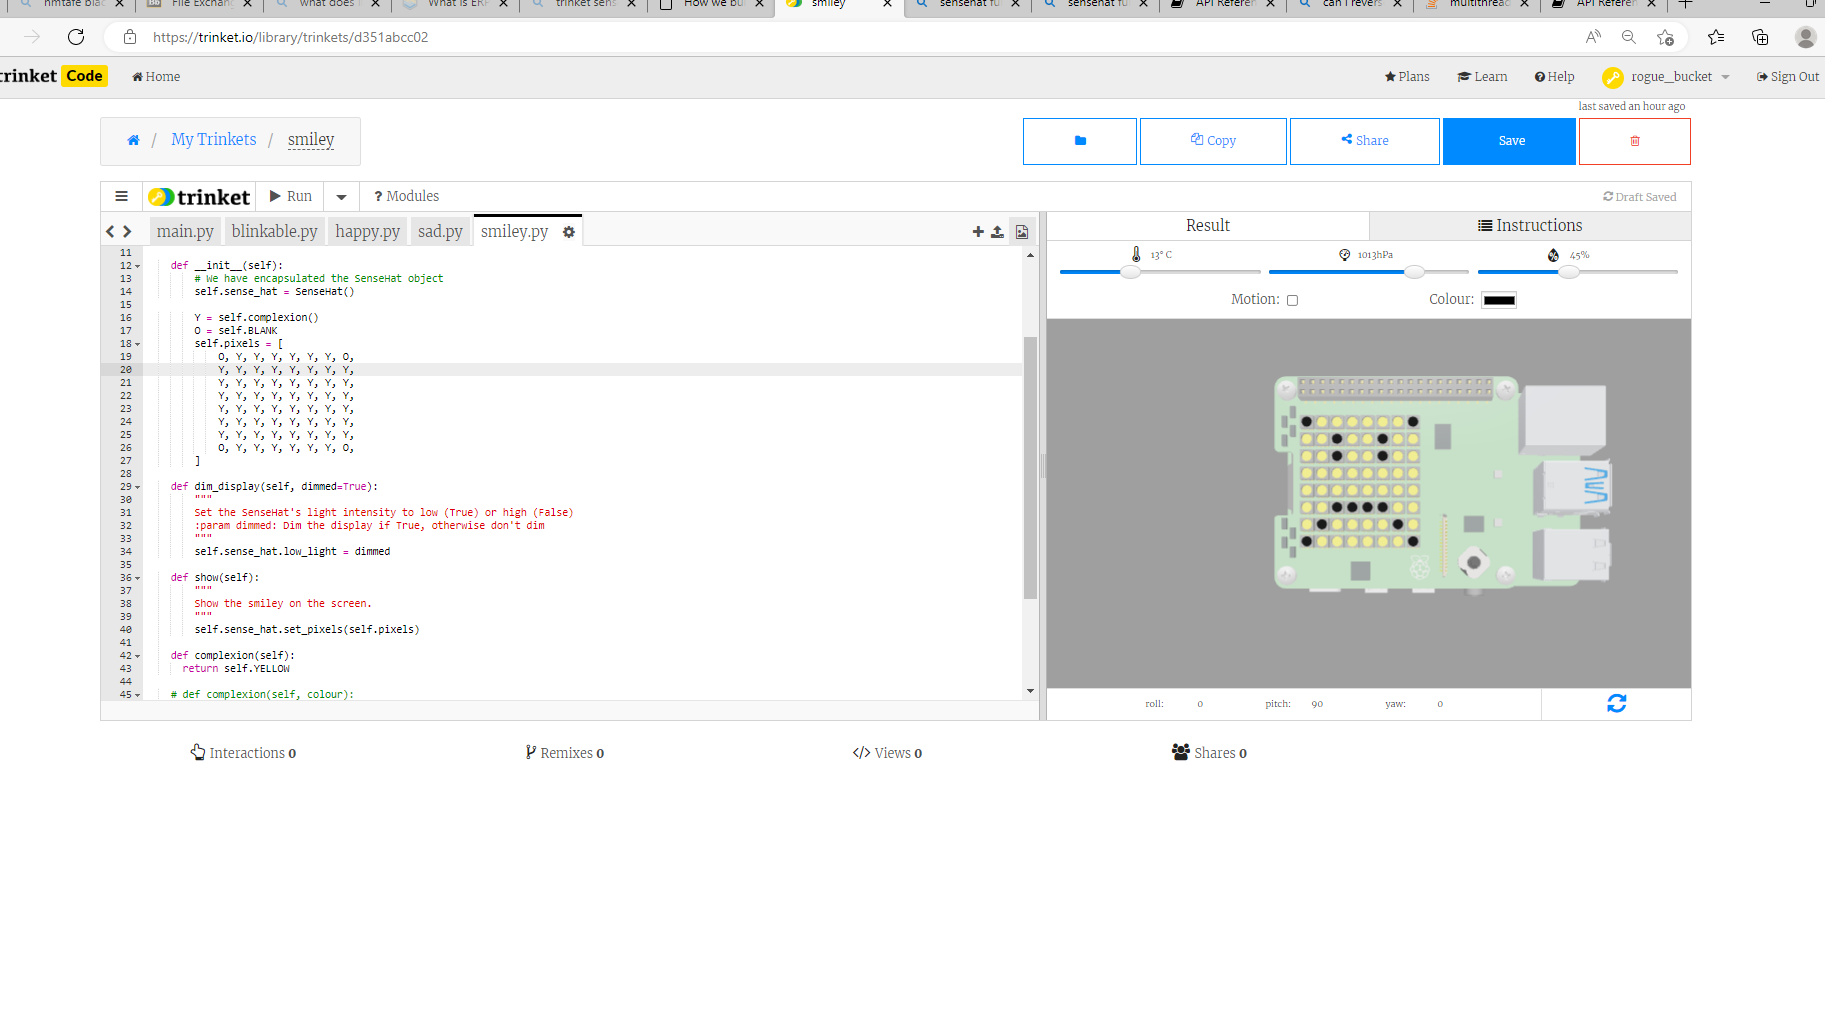 nmtafe blac
File Exchan
what does
What is ERP
trinket sens
How we bu
smiley
sensehat fu
sensehat fu
API Referen
can i revers
multithread
API Referen
https://trinket.io/library/trinkets/d351abcc02
trinket Code Home Plans Learn Help rogue_bucket Sign Out
last saved an hour ago
/ My Trinkets / smiley Copy Share Save
trinket Run ? Modules Draft Saved
main.py blinkable.py happy.py sad.py smiley.py Result Instructions
13° C 1013hPa 45%
Motion: Colour:
11
12 def __init__(self):
13 # We have encapsulated the SenseHat object
14 self.sense_hat = SenseHat()
15
16 Y = self.complexion()
17 O = self.BLANK
18 self.pixels = [
19 O, Y, Y, Y, Y, Y, Y, O,
20 Y, Y, Y, Y, Y, Y, Y, Y,
21 Y, Y, Y, Y, Y, Y, Y, Y,
22 Y, Y, Y, Y, Y, Y, Y, Y,
23 Y, Y, Y, Y, Y, Y, Y, Y,
24 Y, Y, Y, Y, Y, Y, Y, Y,
25 Y, Y, Y, Y, Y, Y, Y, Y,
26 O, Y, Y, Y, Y, Y, Y, O,
27 ]
28
29 def dim_display(self, dimmed=True):
30 """
31 Set the SenseHat's light intensity to low (True) or high (False)
32 :param dimmed: Dim the display if True, otherwise don't dim
33 """
34 self.sense_hat.low_light = dimmed
35
36 def show(self):
37 """
38 Show the smiley on the screen.
39 """
40 self.sense_hat.set_pixels(self.pixels)
41
42 def complexion(self):
43 return self.YELLOW
44
45 # def complexion(self, colour):
roll: 0 pitch: 90 yaw: 0
Interactions 0 Remixes 0 </> Views 0 Shares 0